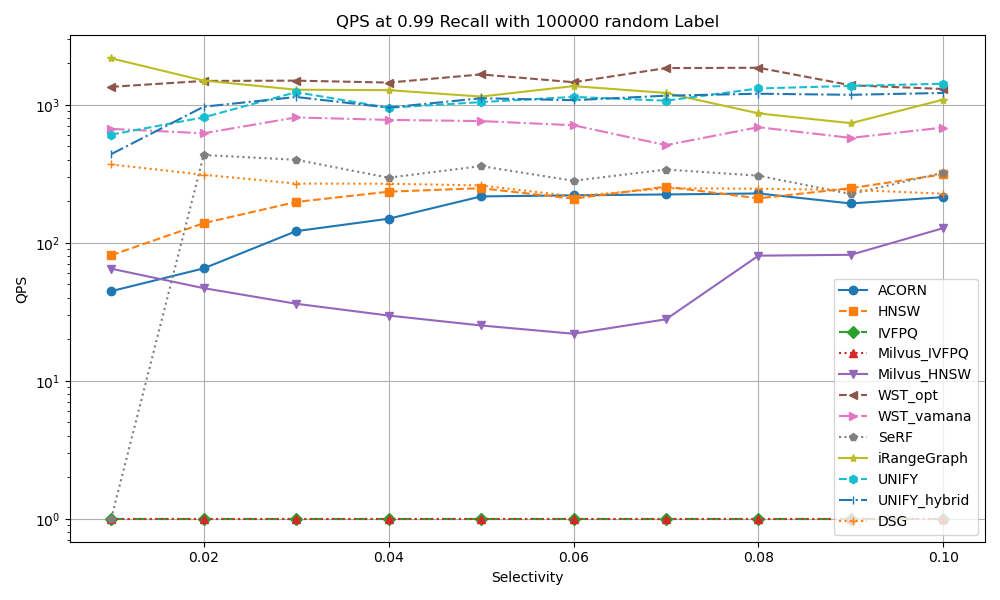 QPS at 0.99 Recall with 100000 random Label
QPS
10³
10²
10¹
10⁰
0.02
0.04
0.06
0.08
0.10
Selectivity
ACORN
HNSW
IVFPQ
Milvus_IVFPQ
Milvus_HNSW
WST_opt
WST_vamana
SeRF
iRangeGraph
UNIFY
UNIFY_hybrid
DSG